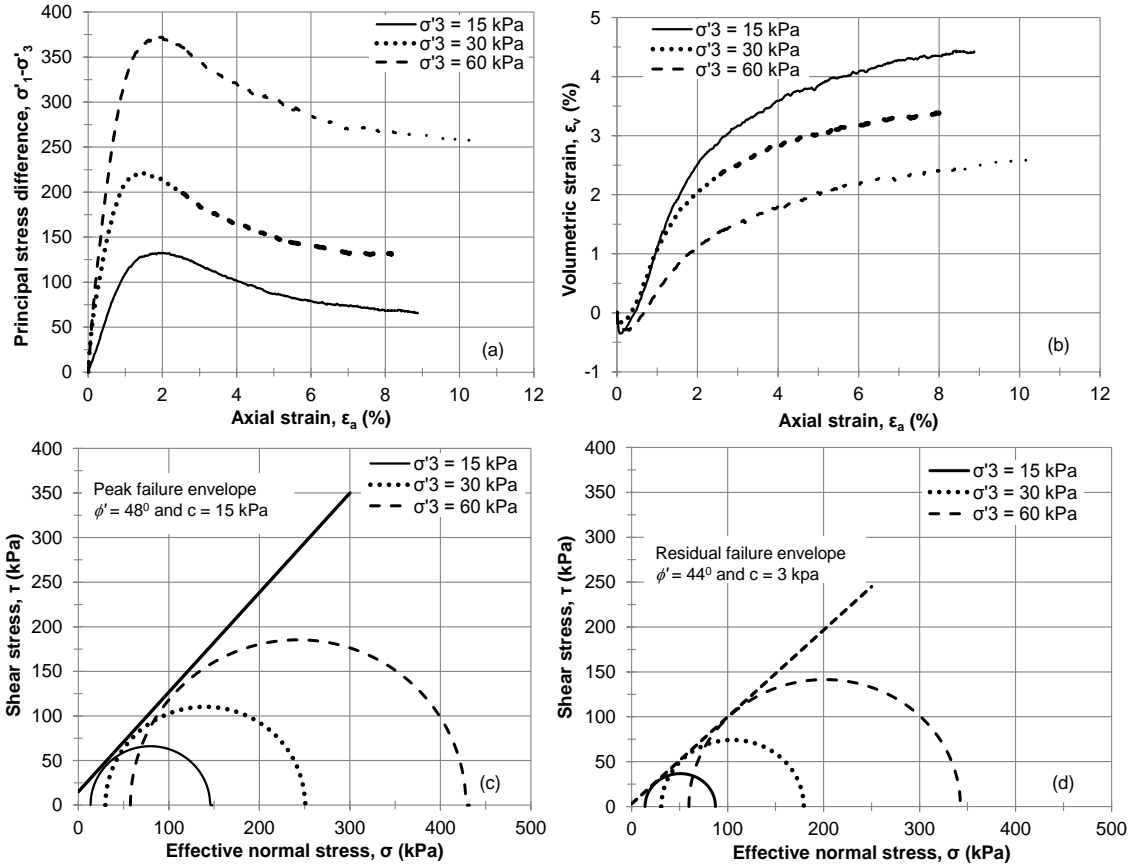 400
350
300
250
200
150
100
50
0
Principal stress difference, σ'1-σ'3
σ'3 = 15 kPa
σ'3 = 30 kPa
σ'3 = 60 kPa
(a)
0 2 4 6 8 10 12
Axial strain, εa (%)
5
4
3
2
1
0
-1
Volumetric strain, εv (%)
σ'3 = 15 kPa
σ'3 = 30 kPa
σ'3 = 60 kPa
(b)
0 2 4 6 8 10 12
Axial strain, εa (%)
400
350
300
250
200
150
100
50
0
Shear stress, τ (kPa)
Peak failure envelope
ϕ' = 48⁰ and c = 15 kPa
σ'3 = 15 kPa
σ'3 = 30 kPa
σ'3 = 60 kPa
(c)
0 100 200 300 400 500
Effective normal stress, σ (kPa)
400
350
300
250
200
150
100
50
0
Shear stress, τ (kPa)
σ'3 = 15 kPa
σ'3 = 30 kPa
σ'3 = 60 kPa
Residual failure envelope
ϕ' = 44⁰ and c = 3 kpa
(d)
0 100 200 300 400 500
Effective normal stress, σ (kPa)